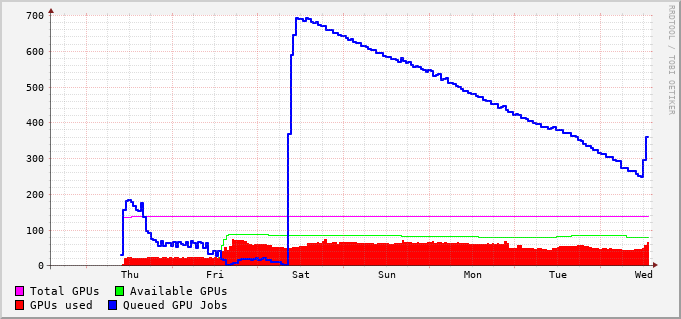 700
600
500
400
300
200
100
0
Thu Fri Sat Sun Mon Tue Wed
Total GPUs Available GPUs
GPUs used Queued GPU Jobs
RRDTOOL / TOBI OETIKER